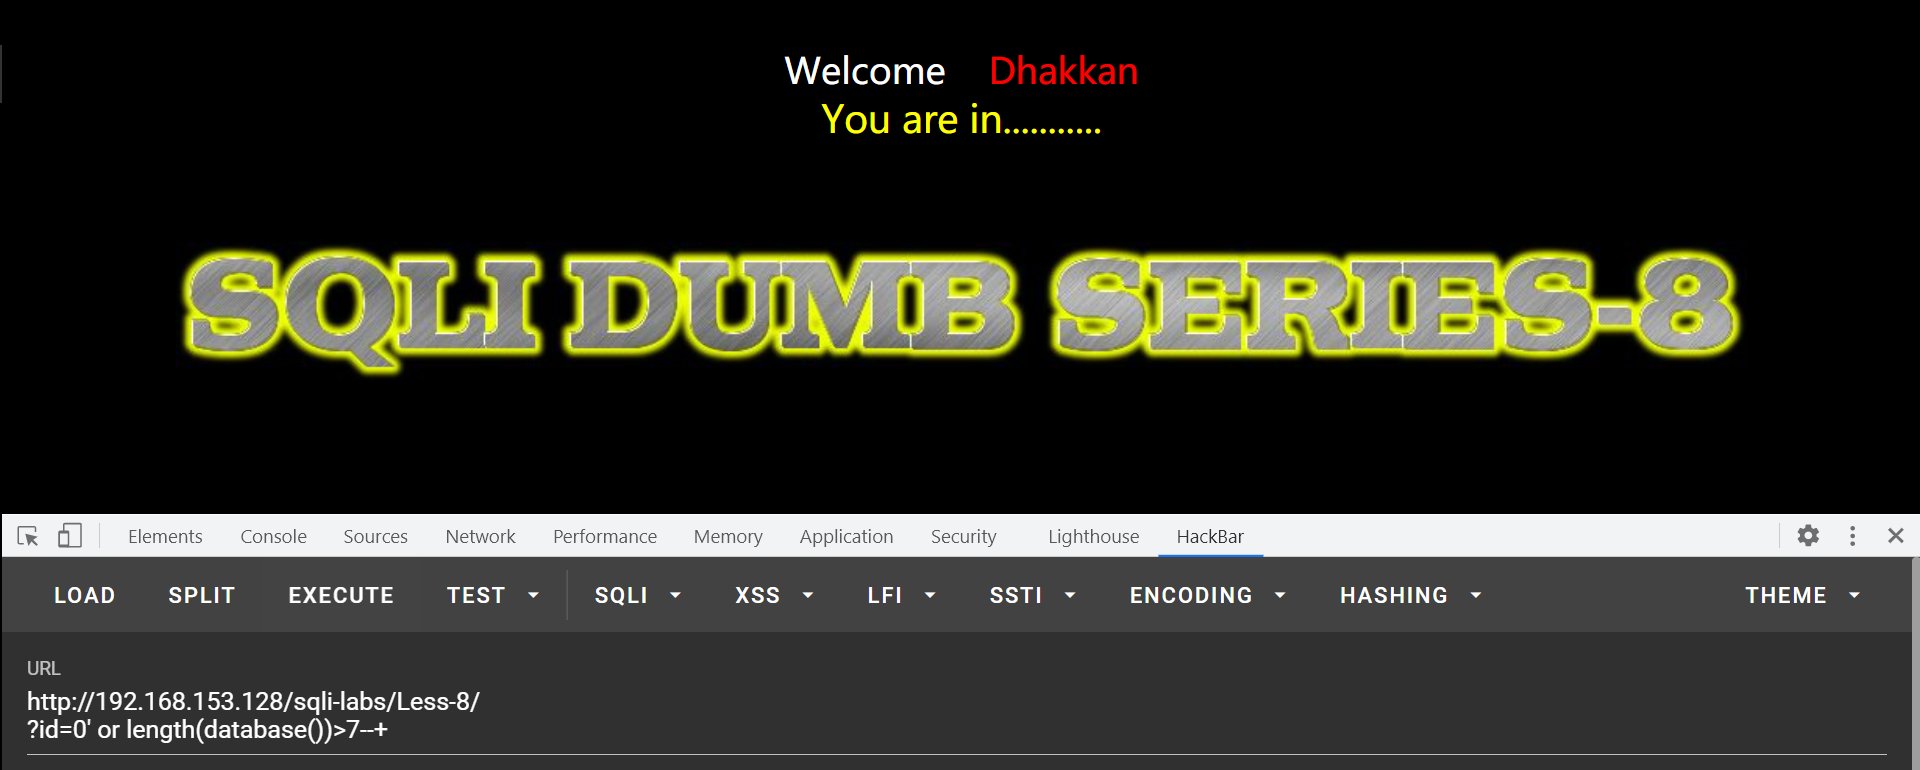 Welcome Dhakkan
You are in...........
SQLI DUMB SERIES-8
Elements Console Sources Network Performance Memory Application Security Lighthouse HackBar
LOAD SPLIT EXECUTE TEST SQLI XSS LFI SSTI ENCODING HASHING THEME
URL
http://192.168.153.128/sqli-labs/Less-8/
?id=0' or length(database())>7--+